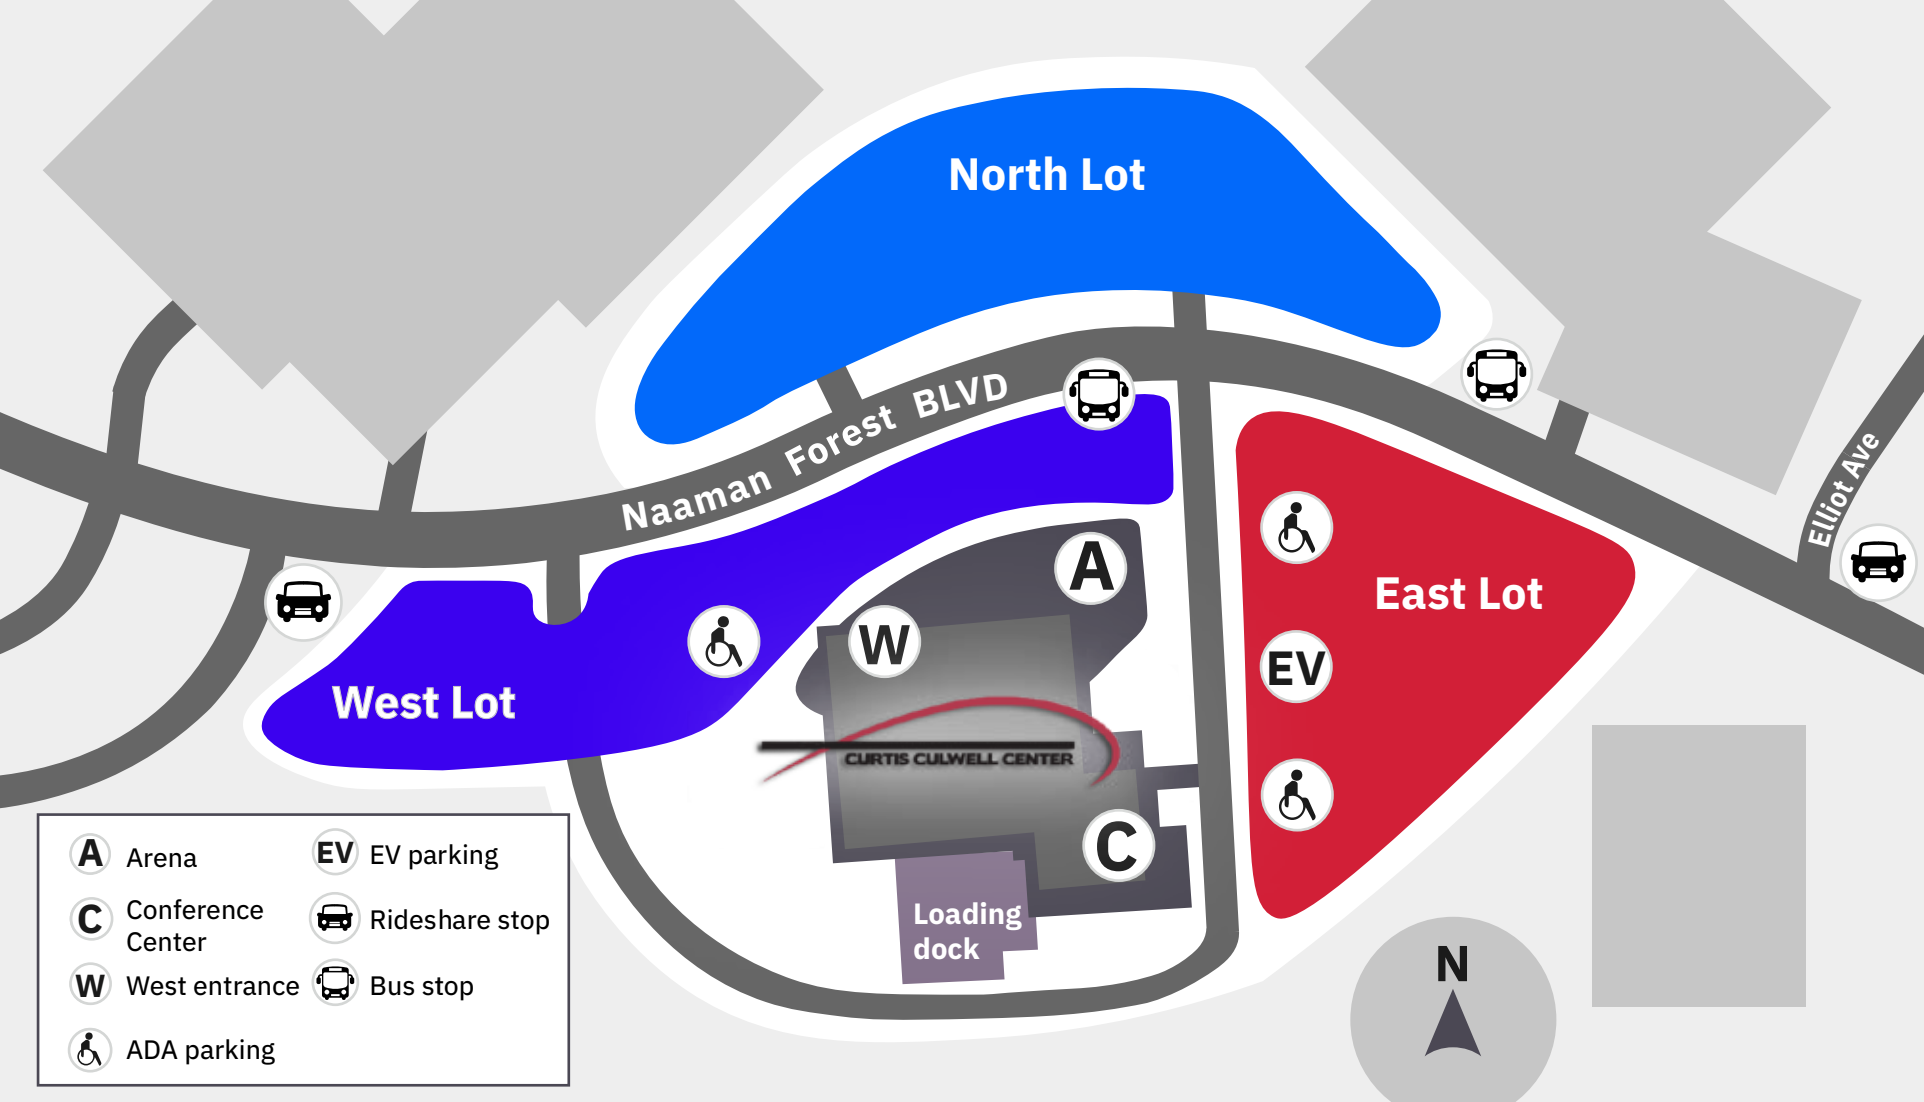 North Lot
Naaman Forest BLVD
Elliot Ave
A
W
East Lot
EV
West Lot
CURTIS CULWELL CENTER
C
Loading
dock
N
A Arena
EV EV parking
C Conference
Center
Rideshare stop
W West entrance
Bus stop
ADA parking